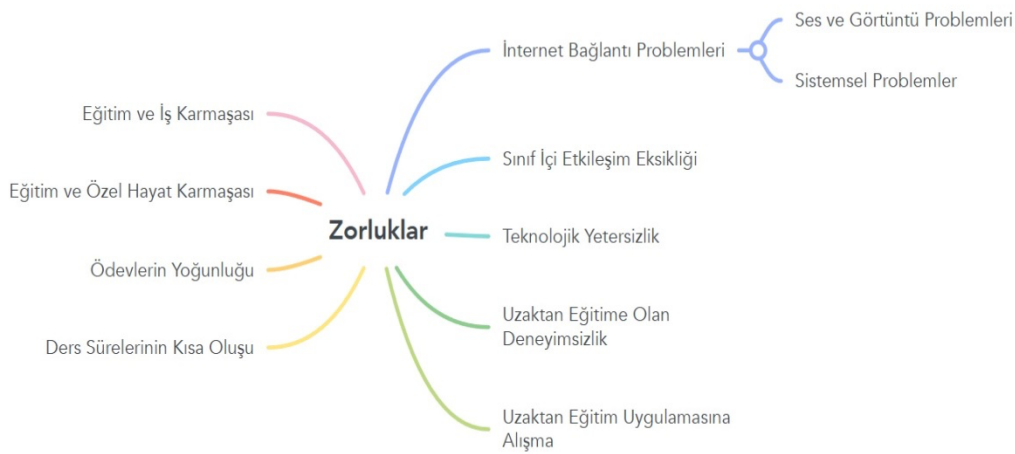 Zorluklar
İnternet Bağlantı Problemleri
Ses ve Görtüntü Problemleri
Sistemsel Problemler
Sınıf İçi Etkileşim Eksikliği
Teknolojik Yetersizlik
Uzaktan Eğitime Olan
Deneyimsizlik
Uzaktan Eğitim Uygulamasına
Alışma
Eğitim ve İş Karmaşası
Eğitim ve Özel Hayat Karmaşası
Ödevlerin Yoğunluğu
Ders Sürelerinin Kısa Oluşu